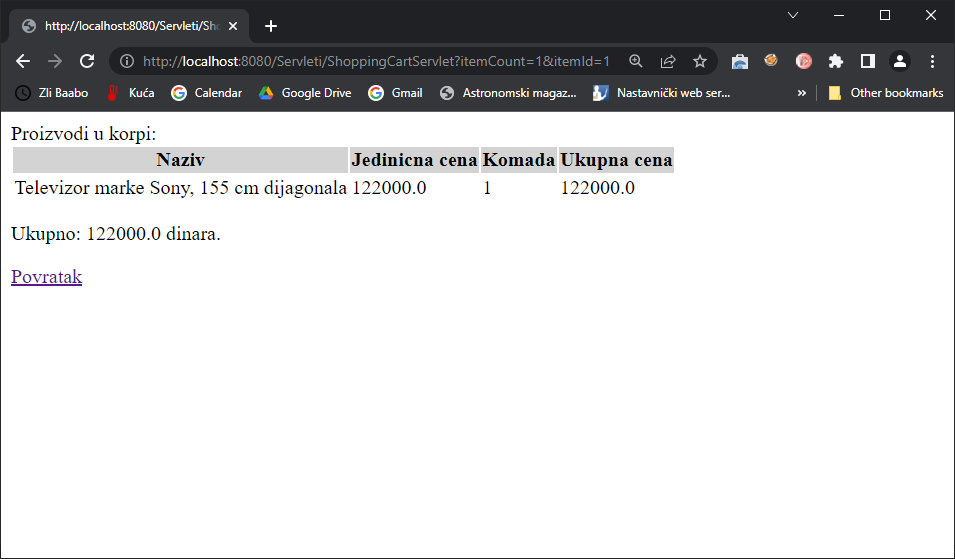 http://localhost:8080/Servleti/Sho
http://localhost:8080/Servleti/ShoppingCartServlet?itemCount=1&itemId=1
Zli Baabo Kuća Calendar Google Drive Gmail Astronomski magaz... Nastavnički web ser... » Other bookmarks
Proizvodi u korpi:
Naziv Jedinicna cena Komada Ukupna cena
Televizor marke Sony, 155 cm dijagonala 122000.0 1 122000.0
Ukupno: 122000.0 dinara.
Povratak